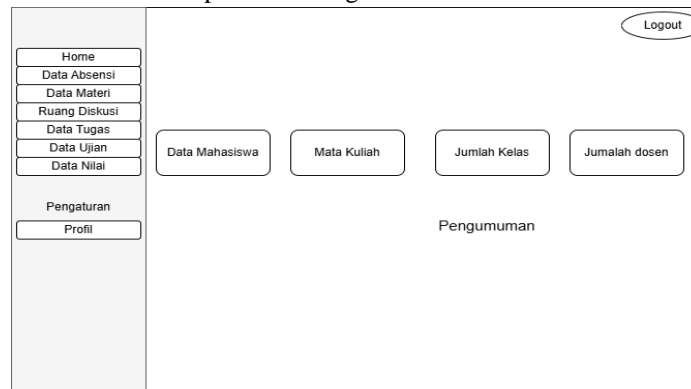 Logout
Home
Data Absensi
Data Materi
Ruang Diskusi
Data Tugas
Data Ujian
Data Nilai
Pengaturan
Profil
Data Mahasiswa
Mata Kuliah
Jumlah Kelas
Jumalah dosen
Pengumuman